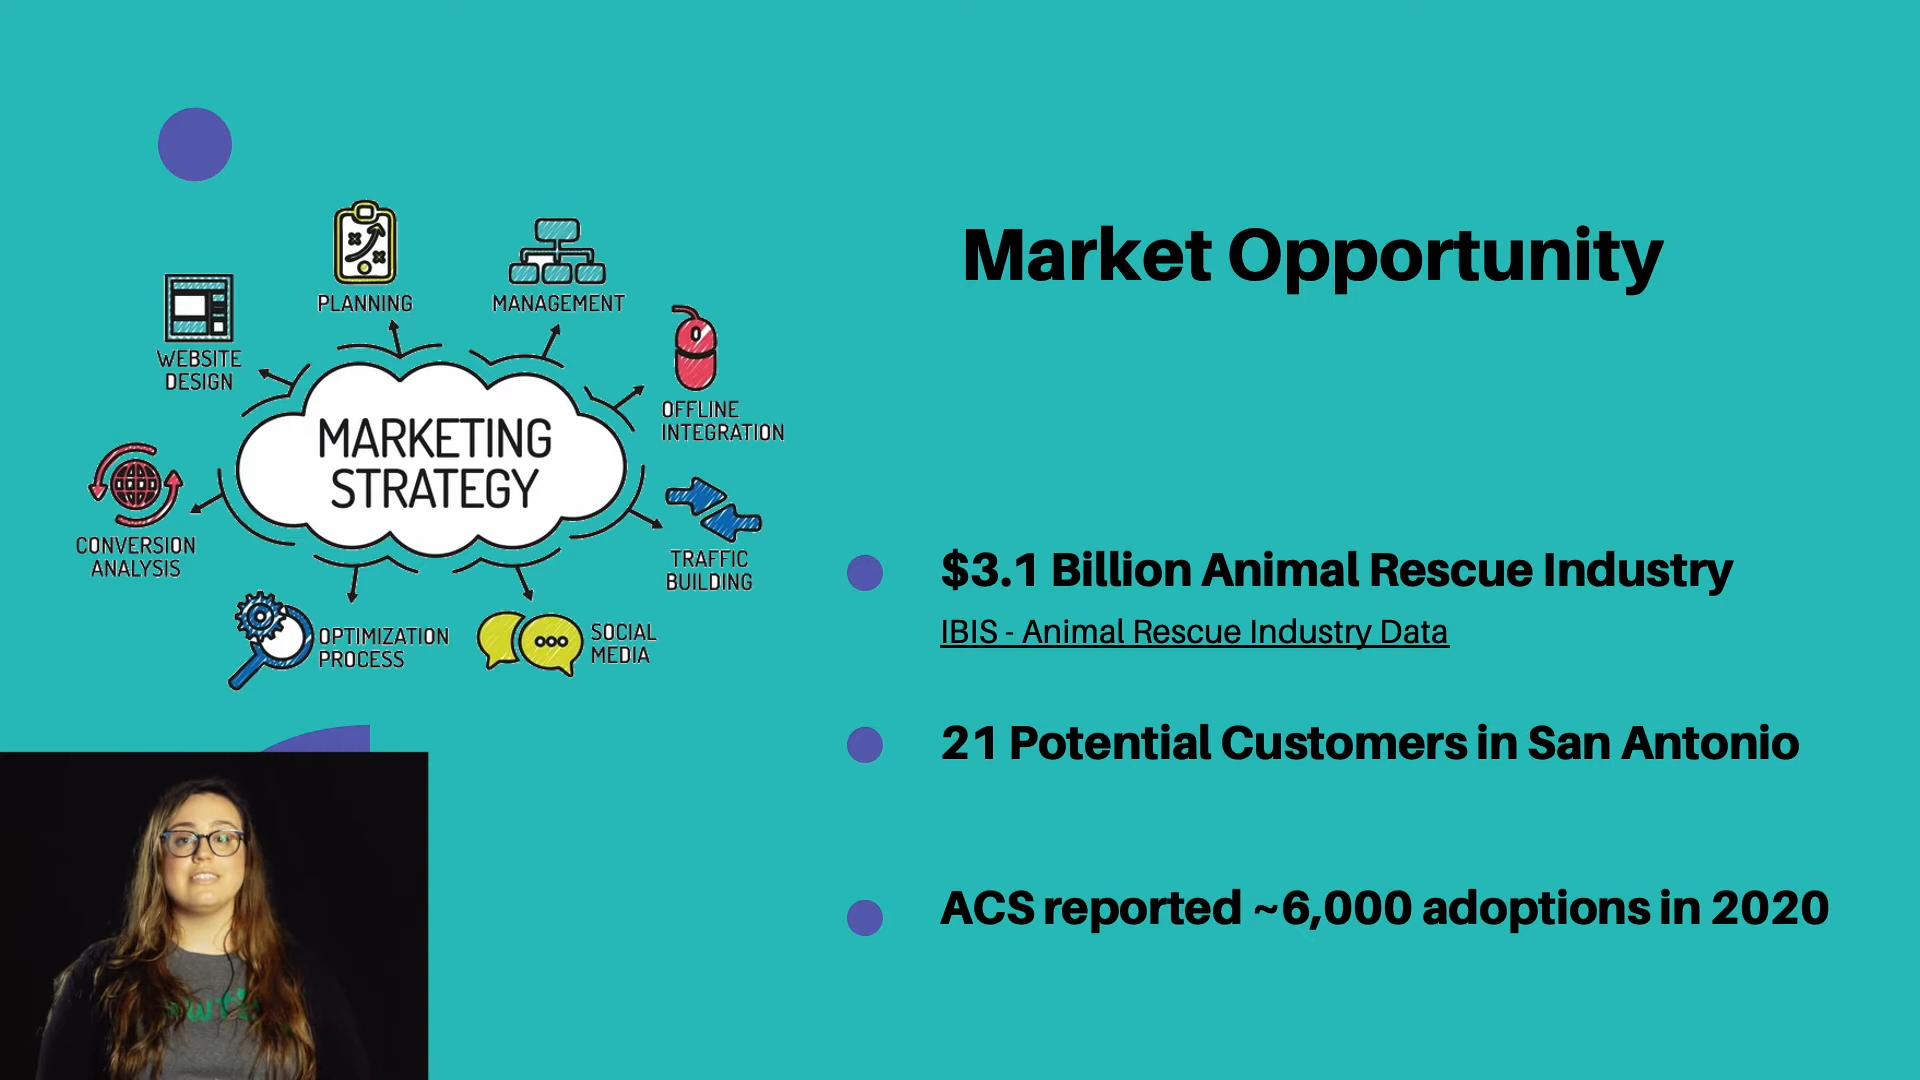 Market Opportunity
PLANNING
MANAGEMENT
WEBSITE
DESIGN
OFFLINE
INTEGRATION
MARKETING
STRATEGY
CONVERSION
ANALYSIS
TRAFFIC
BUILDING
OPTIMIZATION
PROCESS
SOCIAL
MEDIA
$3.1 Billion Animal Rescue Industry
IBIS - Animal Rescue Industry Data
21 Potential Customers in San Antonio
ACS reported ~6,000 adoptions in 2020